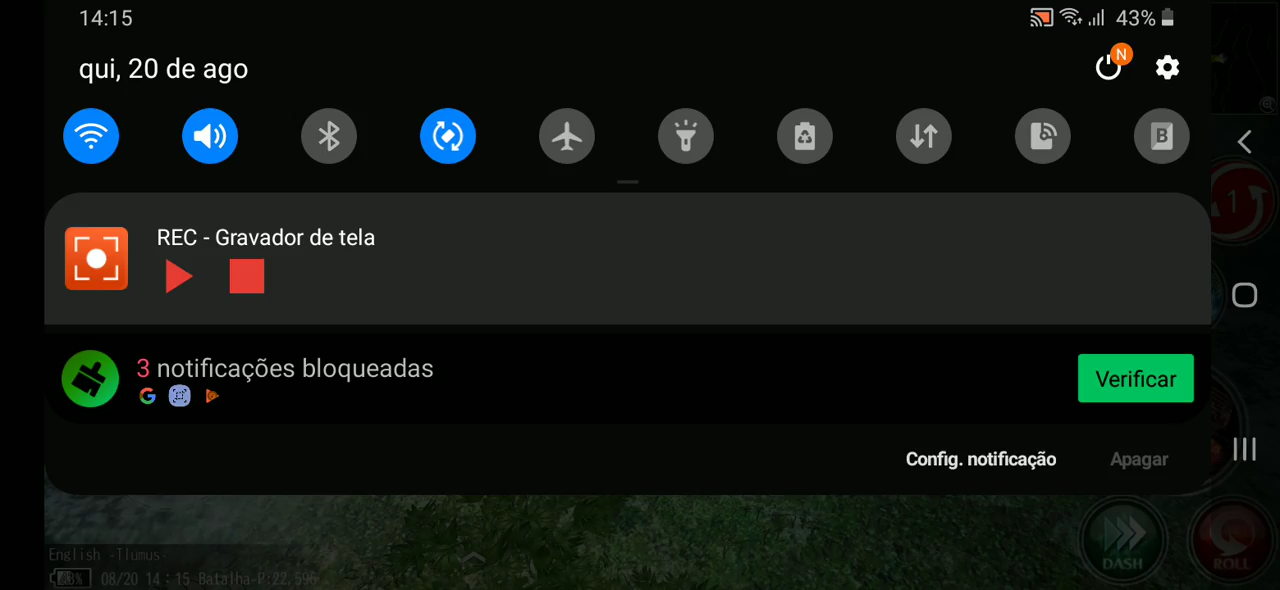 14:15
43%
qui, 20 de ago
N
B
REC - Gravador de tela
1
3 notificações bloqueadas
Verificar
Config. notificação
Apagar
English -Tlumus-
DASH
ROLL
08/20 14:15 Batalha-P:22,596